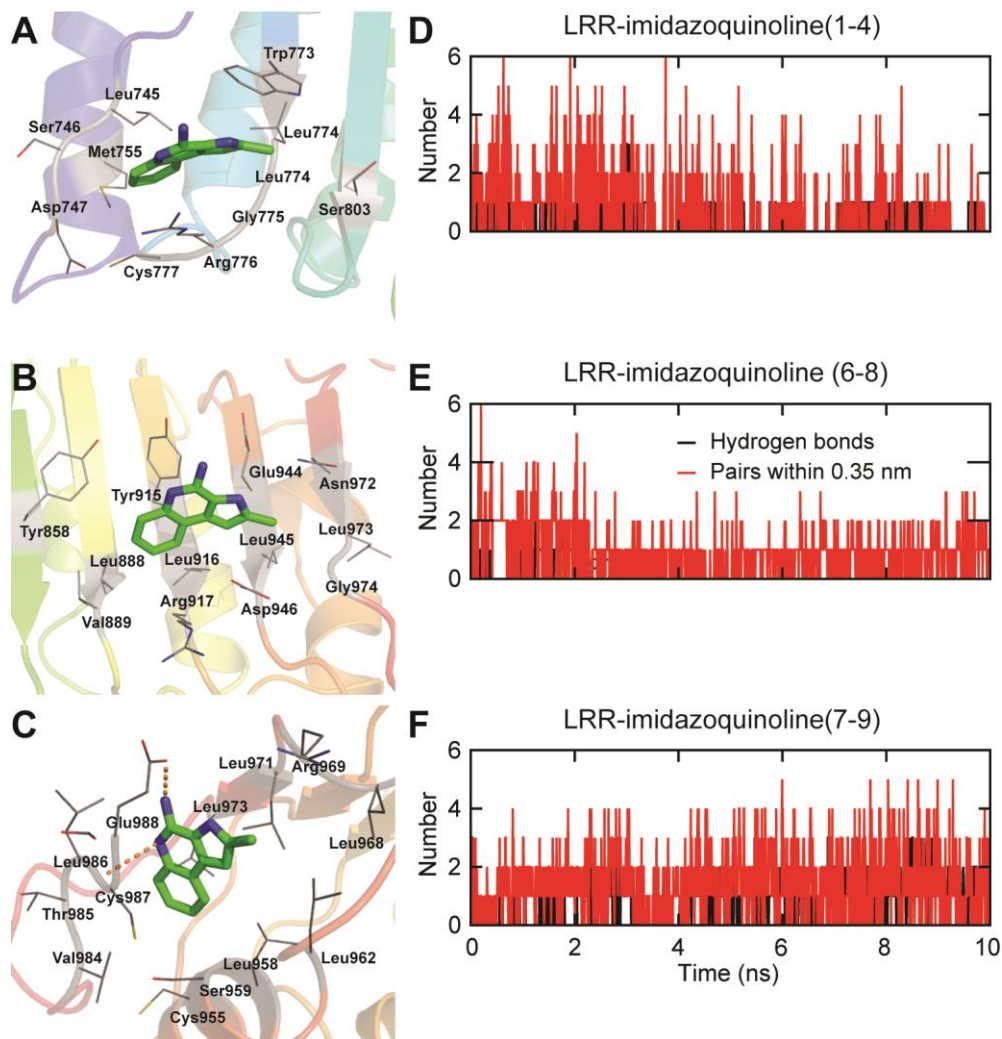 A
Trp773
Leu745
Ser746
Leu774
Met755
Leu774
Asp747
Gly775
Ser803
Cys777
Arg776
D
LRR-imidazoquinoline(1-4)
6
4
2
0
Number
B
Glu944
Tyr915
Asn972
Tyr858
Leu945
Leu973
Leu888
Leu916
Gly974
Arg917
Asp946
Val889
E
LRR-imidazoquinoline (6-8)
6
4
2
0
Number
Hydrogen bonds
Pairs within 0.35 nm
C
Leu971
Arg969
Leu973
Glu988
Leu968
Leu986
Cys987
Thr985
Val984
Leu958
Leu962
Ser959
Cys955
F
LRR-imidazoquinoline(7-9)
6
4
2
0
Number
0 2 4 6 8 10
Time (ns)